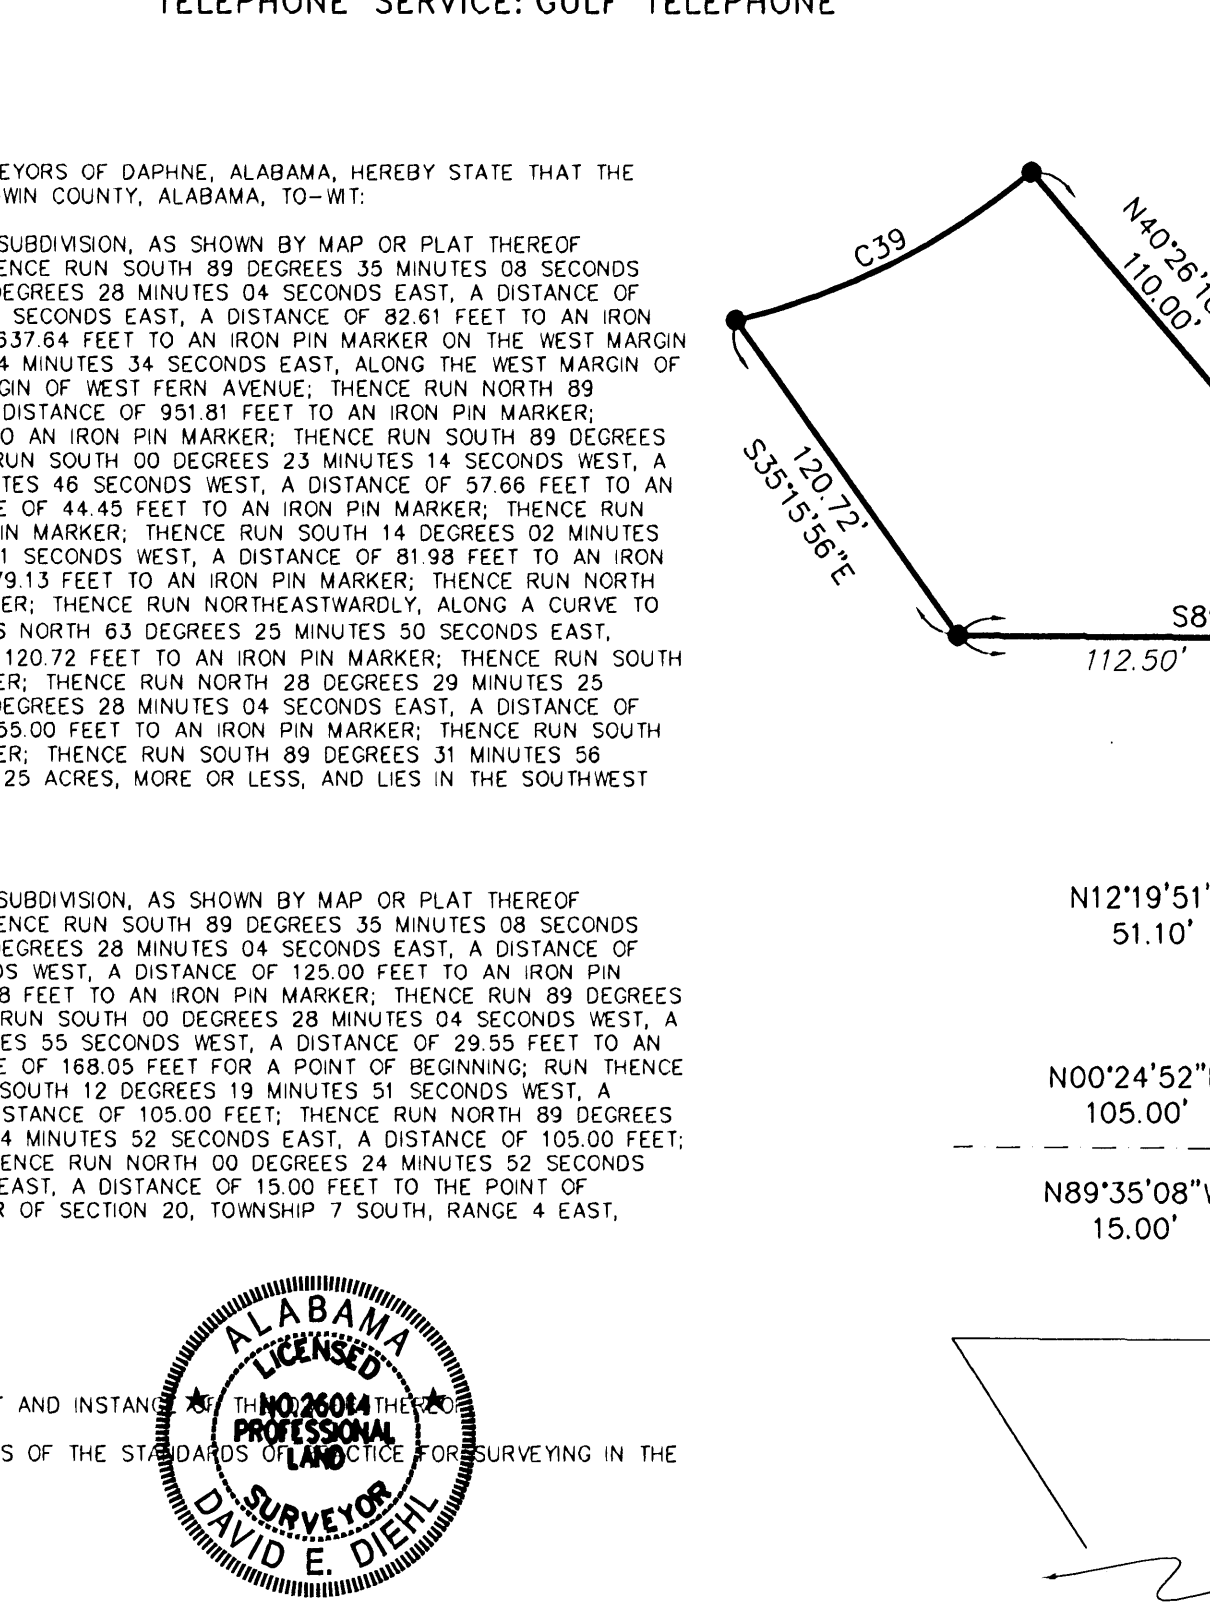 TELEPHONE SERVICE: GULF TELEPHONE
EYORS OF DAPHNE, ALABAMA, HEREBY STATE THAT THE
WIN COUNTY, ALABAMA, TO-WIT:
SUBDIVISION, AS SHOWN BY MAP OR PLAT THEREOF
ENCE RUN SOUTH 89 DEGREES 35 MINUTES 08 SECONDS
DEGREES 28 MINUTES 04 SECONDS EAST, A DISTANCE OF
SECONDS EAST, A DISTANCE OF 82.61 FEET TO AN IRON
637.64 FEET TO AN IRON PIN MARKER ON THE WEST MARGIN
4 MINUTES 34 SECONDS EAST, ALONG THE WEST MARGIN OF
GIN OF WEST FERN AVENUE; THENCE RUN NORTH 89
DISTANCE OF 951.81 FEET TO AN IRON PIN MARKER;
O AN IRON PIN MARKER; THENCE RUN SOUTH 89 DEGREES
RUN SOUTH 00 DEGREES 23 MINUTES 14 SECONDS WEST, A
TES 46 SECONDS WEST, A DISTANCE OF 57.66 FEET TO AN
E OF 44.45 FEET TO AN IRON PIN MARKER; THENCE RUN
IN MARKER; THENCE RUN SOUTH 14 DEGREES 02 MINUTES
1 SECONDS WEST, A DISTANCE OF 81.98 FEET TO AN IRON
79.13 FEET TO AN IRON PIN MARKER; THENCE RUN NORTH
ER; THENCE RUN NORTHEASTWARDLY, ALONG A CURVE TO
S NORTH 63 DEGREES 25 MINUTES 50 SECONDS EAST,
120.72 FEET TO AN IRON PIN MARKER; THENCE RUN SOUTH
ER; THENCE RUN NORTH 28 DEGREES 29 MINUTES 25
DEGREES 28 MINUTES 04 SECONDS EAST, A DISTANCE OF
55.00 FEET TO AN IRON PIN MARKER; THENCE RUN SOUTH
ER; THENCE RUN SOUTH 89 DEGREES 31 MINUTES 56
25 ACRES, MORE OR LESS, AND LIES IN THE SOUTHWEST
SUBDIVISION, AS SHOWN BY MAP OR PLAT THEREOF
ENCE RUN SOUTH 89 DEGREES 35 MINUTES 08 SECONDS
DEGREES 28 MINUTES 04 SECONDS EAST, A DISTANCE OF
DS WEST, A DISTANCE OF 125.00 FEET TO AN IRON PIN
8 FEET TO AN IRON PIN MARKER; THENCE RUN 89 DEGREES
RUN SOUTH 00 DEGREES 28 MINUTES 04 SECONDS WEST, A
ES 55 SECONDS WEST, A DISTANCE OF 29.55 FEET TO AN
E OF 168.05 FEET FOR A POINT OF BEGINNING; RUN THENCE
SOUTH 12 DEGREES 19 MINUTES 51 SECONDS WEST, A
STANCE OF 105.00 FEET; THENCE RUN NORTH 89 DEGREES
4 MINUTES 52 SECONDS EAST, A DISTANCE OF 105.00 FEET;
ENCE RUN NORTH 00 DEGREES 24 MINUTES 52 SECONDS
EAST, A DISTANCE OF 15.00 FEET TO THE POINT OF
R OF SECTION 20, TOWNSHIP 7 SOUTH, RANGE 4 EAST,
T AND INSTANCE OF THE THEREOF
S OF THE STANDARDS OF PRACTICE FOR SURVEYING IN THE
ALABAMA
LICENSED
NO.26014
PROFESSIONAL
LAND
SURVEYOR
DAVID E. DIEHL
C39
N40°26'1
110.00'
120.72'
S35°15'56"E
S8
112.50'
N12°19'51"
51.10'
N00°24'52"
105.00'
N89°35'08"W
15.00'